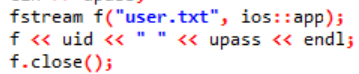 fstream f("user.txt", ios::app);
f << uid << " " << upass << endl;
f.close();